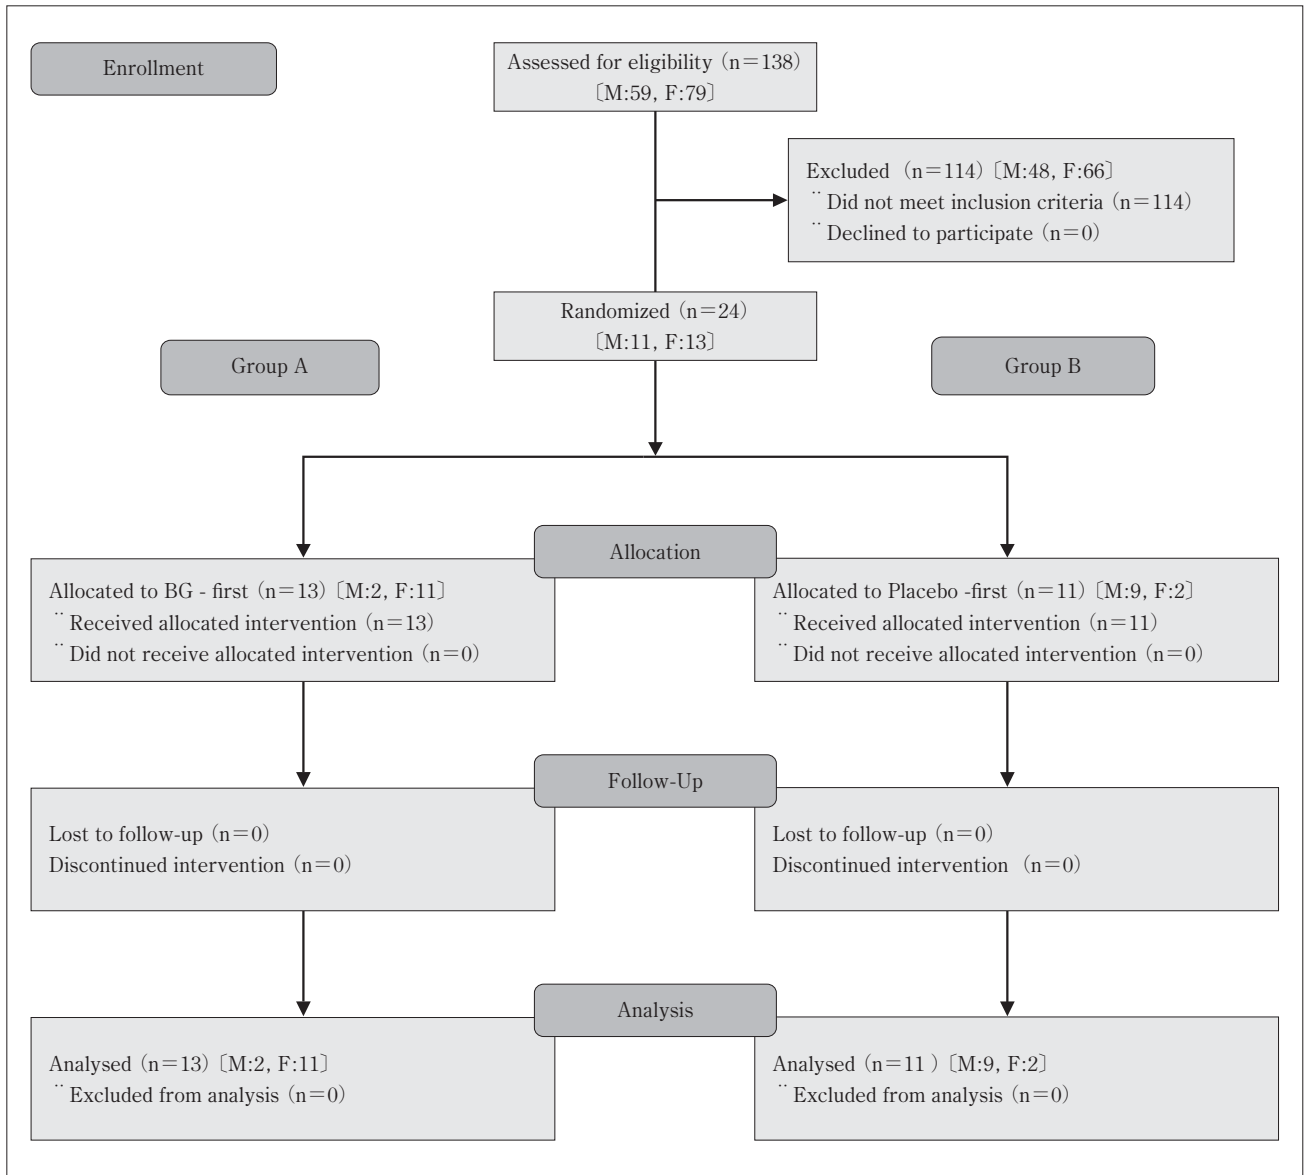 Enrollment
Assessed for eligibility (n＝138)
〔M:59, F:79〕
Excluded (n＝114)〔M:48, F:66〕
¨ Did not meet inclusion criteria (n＝114)
¨ Declined to participate (n＝0)
Randomized (n＝24)
〔M:11, F:13〕
Group A
Group B
Allocation
Allocated to BG - first (n＝13)〔M:2, F:11〕
¨ Received allocated intervention (n＝13)
¨ Did not receive allocated intervention (n＝0)
Allocated to Placebo -first (n＝11)〔M:9, F:2〕
¨ Received allocated intervention (n＝11)
¨ Did not receive allocated intervention (n＝0)
Follow-Up
Lost to follow-up (n＝0)
Discontinued intervention (n＝0)
Lost to follow-up (n＝0)
Discontinued intervention (n＝0)
Analysis
Analysed (n＝13)〔M:2, F:11〕
¨ Excluded from analysis (n＝0)
Analysed (n＝11 )〔M:9, F:2〕
¨ Excluded from analysis (n＝0)